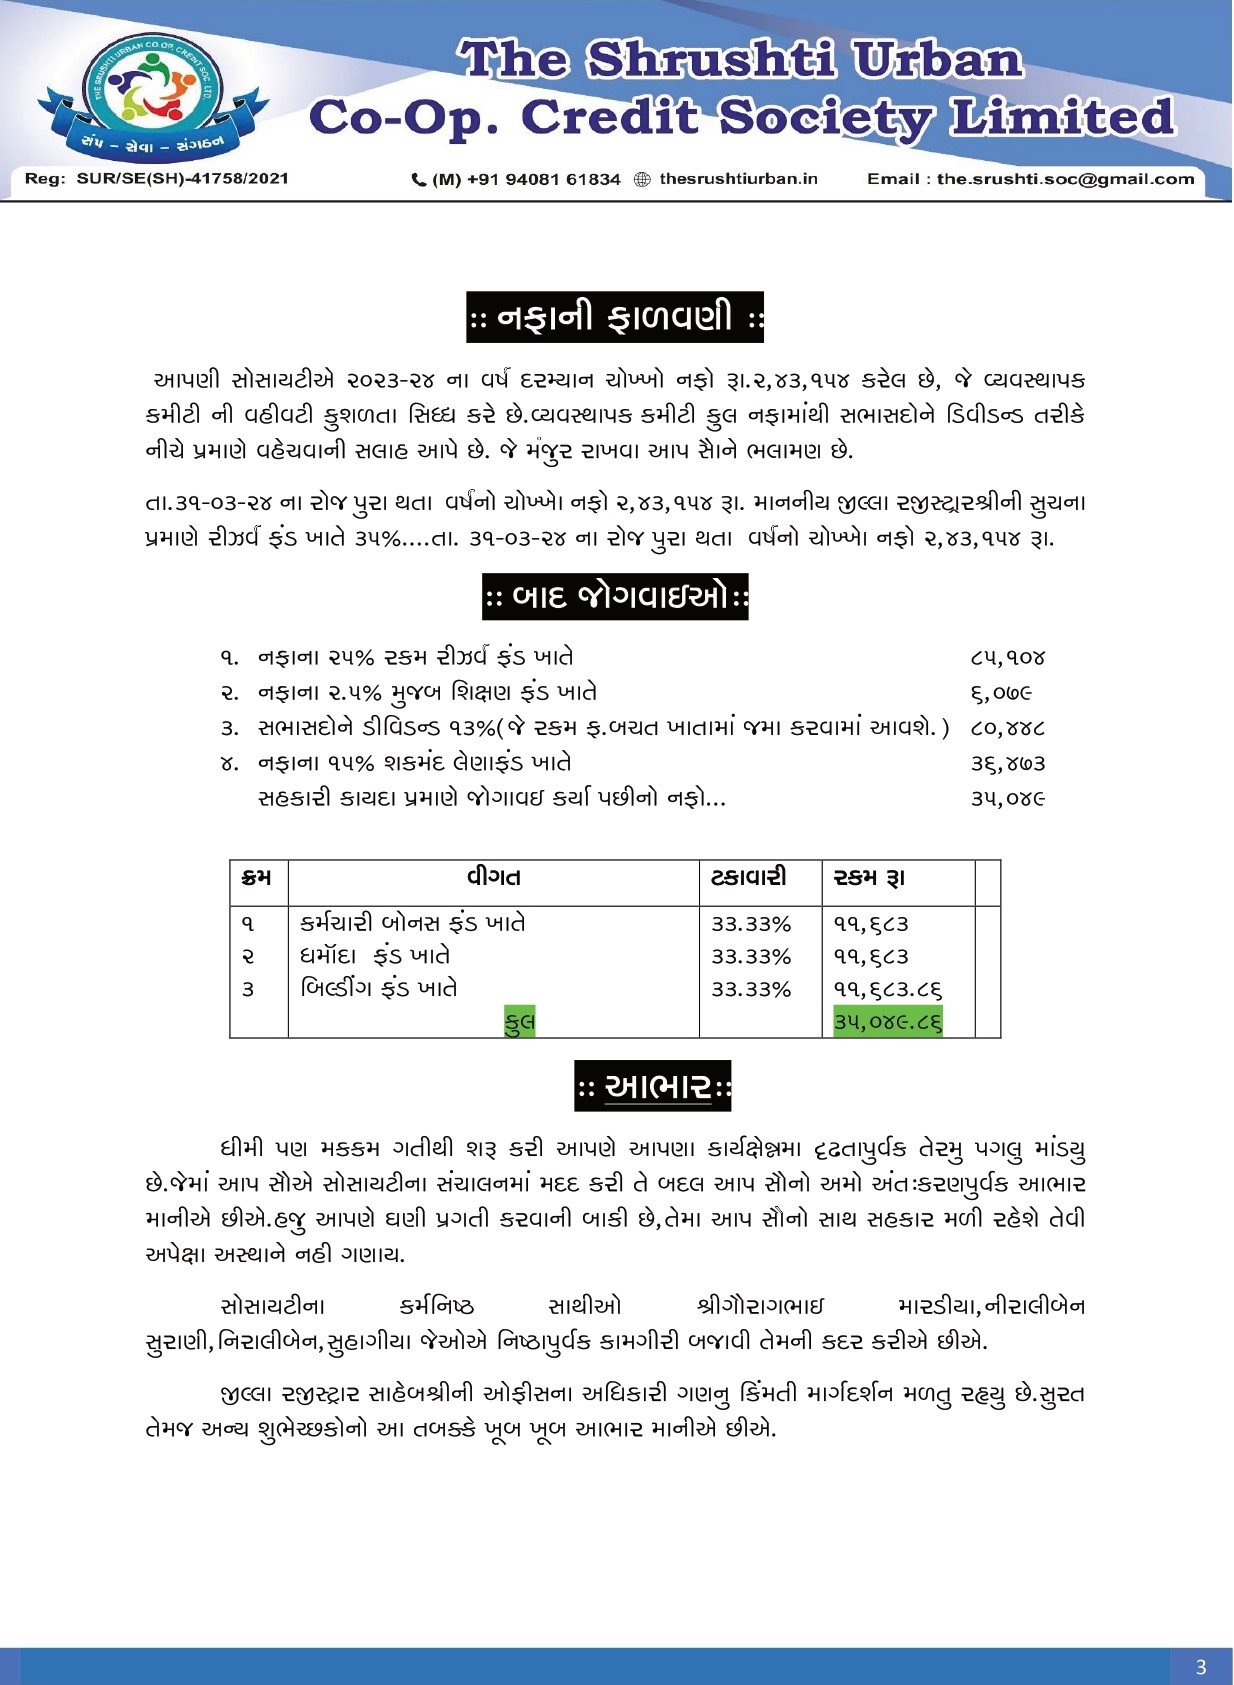 THE SRUSHTI URBAN CO.OP. CREDIT SOC. LTD.
સંપ – સેવા – સંગઠન
The Shrushti Urban
Co-Op. Credit Society Limited
Reg: SUR/SE(SH)-41758/2021 (M) +91 94081 61834 thesrushtiurban.in Email : the.srushti.soc@gmail.com
:: નફાની ફાળવણી ::
આપણી સોસાયટીએ ૨૦૨૩-૨૪ ના વર્ષ દરમ્યાન ચોખ્ખો નફો રૂા.૨,૪૩,૧૫૪ કરેલ છે, જે વ્યવસ્થાપક
કમીટી ની વહીવટી કુશળતા સિધ્ધ કરે છે.વ્યવસ્થાપક કમીટી કુલ નફામાંથી સભાસદોને ડિવીડન્ડ તરીકે
નીચે પ્રમાણે વહેચવાની સલાહ આપે છે. જે મંજુર રાખવા આપ સૈાને ભલામણ છે.
તા.૩૧-૦૩-૨૪ ના રોજ પુરા થતા વર્ષનો ચોખ્ખેા નફો ૨,૪૩,૧૫૪ રૂા. માનનીય જીલ્લા રજીસ્ટ્રારશ્રીની સુચના
પ્રમાણે રીઝર્વ ફંડ ખાતે ૩૫%....તા. ૩૧-૦૩-૨૪ ના રોજ પુરા થતા વર્ષનો ચોખ્ખેા નફો ૨,૪૩,૧૫૪ રૂા.
:: બાદ જોગવાઈઓ::
૧. નફાના ૨૫% રકમ રીઝર્વ ફંડ ખાતે ૮૫,૧૦૪
૨. નફાના ૨.૫% મુજબ શિક્ષણ ફંડ ખાતે ૬,૦૭૯
૩. સભાસદોને ડીવિડન્ડ ૧૩%(જે રકમ ફ.બચત ખાતામાં જમા કરવામાં આવશે. ) ૮૦,૪૪૮
૪. નફાના ૧૫% શકમંદ લેણાફંડ ખાતે ૩૬,૪૭૩
સહકારી કાયદા પ્રમાણે જોગાવઇ કર્યા પછીનો નફો... ૩૫,૦૪૯
ક્રમ વીગત ટકાવારી રકમ રૂા
૧ કર્મચારી બોનસ ફંડ ખાતે ૩૩.૩૩% ૧૧,૬૮૩
૨ ધર્માદા ફંડ ખાતે ૩૩.૩૩% ૧૧,૬૮૩
૩ બિલ્ડીંગ ફંડ ખાતે ૩૩.૩૩% ૧૧,૬૮૩.૮૬
કુલ ૩૫,૦૪૯.૮૬
:: આભાર::
ધીમી પણ મકકમ ગતીથી શરૂ કરી આપણે આપણા કાર્યક્ષેત્રમા દૃઢતાપુર્વક તેરમુ પગલુ માંડયુ
છે.જેમાં આપ સૌએ સોસાયટીના સંચાલનમાં મદદ કરી તે બદલ આપ સૌનો અમો અંતઃકરણપુર્વક આભાર
માનીએ છીએ.હજુ આપણે ઘણી પ્રગતી કરવાની બાકી છે,તેમા આપ સૌનો સાથ સહકાર મળી રહેશે તેવી
અપેક્ષા અસ્થાને નહી ગણાય.
સોસાયટીના કર્મનિષ્ઠ સાથીઓ શ્રીગૌરાગભાઇ મારડીયા,નીરાલીબેન
સુરાણી,નિરાલીબેન,સુહાગીયા જેઓએ નિષ્ઠાપુર્વક કામગીરી બજાવી તેમની કદર કરીએ છીએ.
જીલ્લા રજીસ્ટ્રાર સાહેબશ્રીની ઓફીસના અધિકારી ગણનુ કિંમતી માર્ગદર્શન મળતુ રહયુ છે.સુરત
તેમજ અન્ય શુભેચ્છકોનો આ તબક્કે ખૂબ ખૂબ આભાર માનીએ છીએ.
3